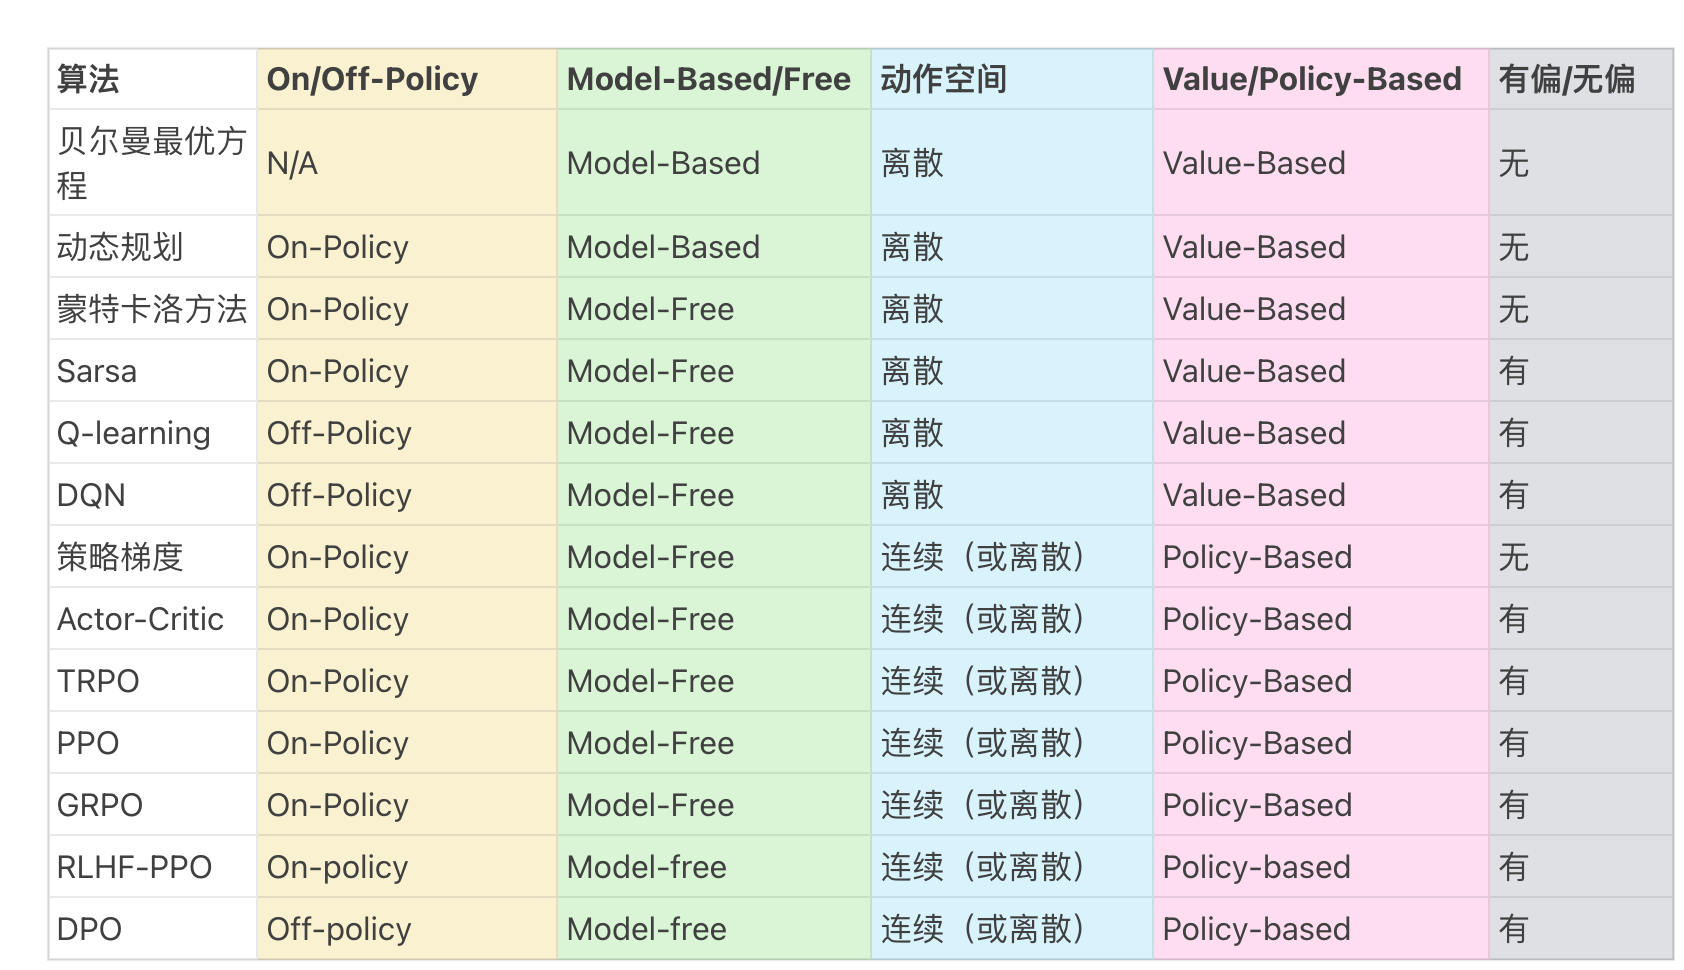 算法 On/Off-Policy Model-Based/Free 动作空间 Value/Policy-Based 有偏/无偏
贝尔曼最优方
程 N/A Model-Based 离散 Value-Based 无
动态规划 On-Policy Model-Based 离散 Value-Based 无
蒙特卡洛方法 On-Policy Model-Free 离散 Value-Based 无
Sarsa On-Policy Model-Free 离散 Value-Based 有
Q-learning Off-Policy Model-Free 离散 Value-Based 有
DQN Off-Policy Model-Free 离散 Value-Based 有
策略梯度 On-Policy Model-Free 连续（或离散） Policy-Based 无
Actor-Critic On-Policy Model-Free 连续（或离散） Policy-Based 有
TRPO On-Policy Model-Free 连续（或离散） Policy-Based 有
PPO On-Policy Model-Free 连续（或离散） Policy-Based 有
GRPO On-Policy Model-Free 连续（或离散） Policy-Based 有
RLHF-PPO On-policy Model-free 连续（或离散） Policy-based 有
DPO Off-policy Model-free 连续（或离散） Policy-based 有